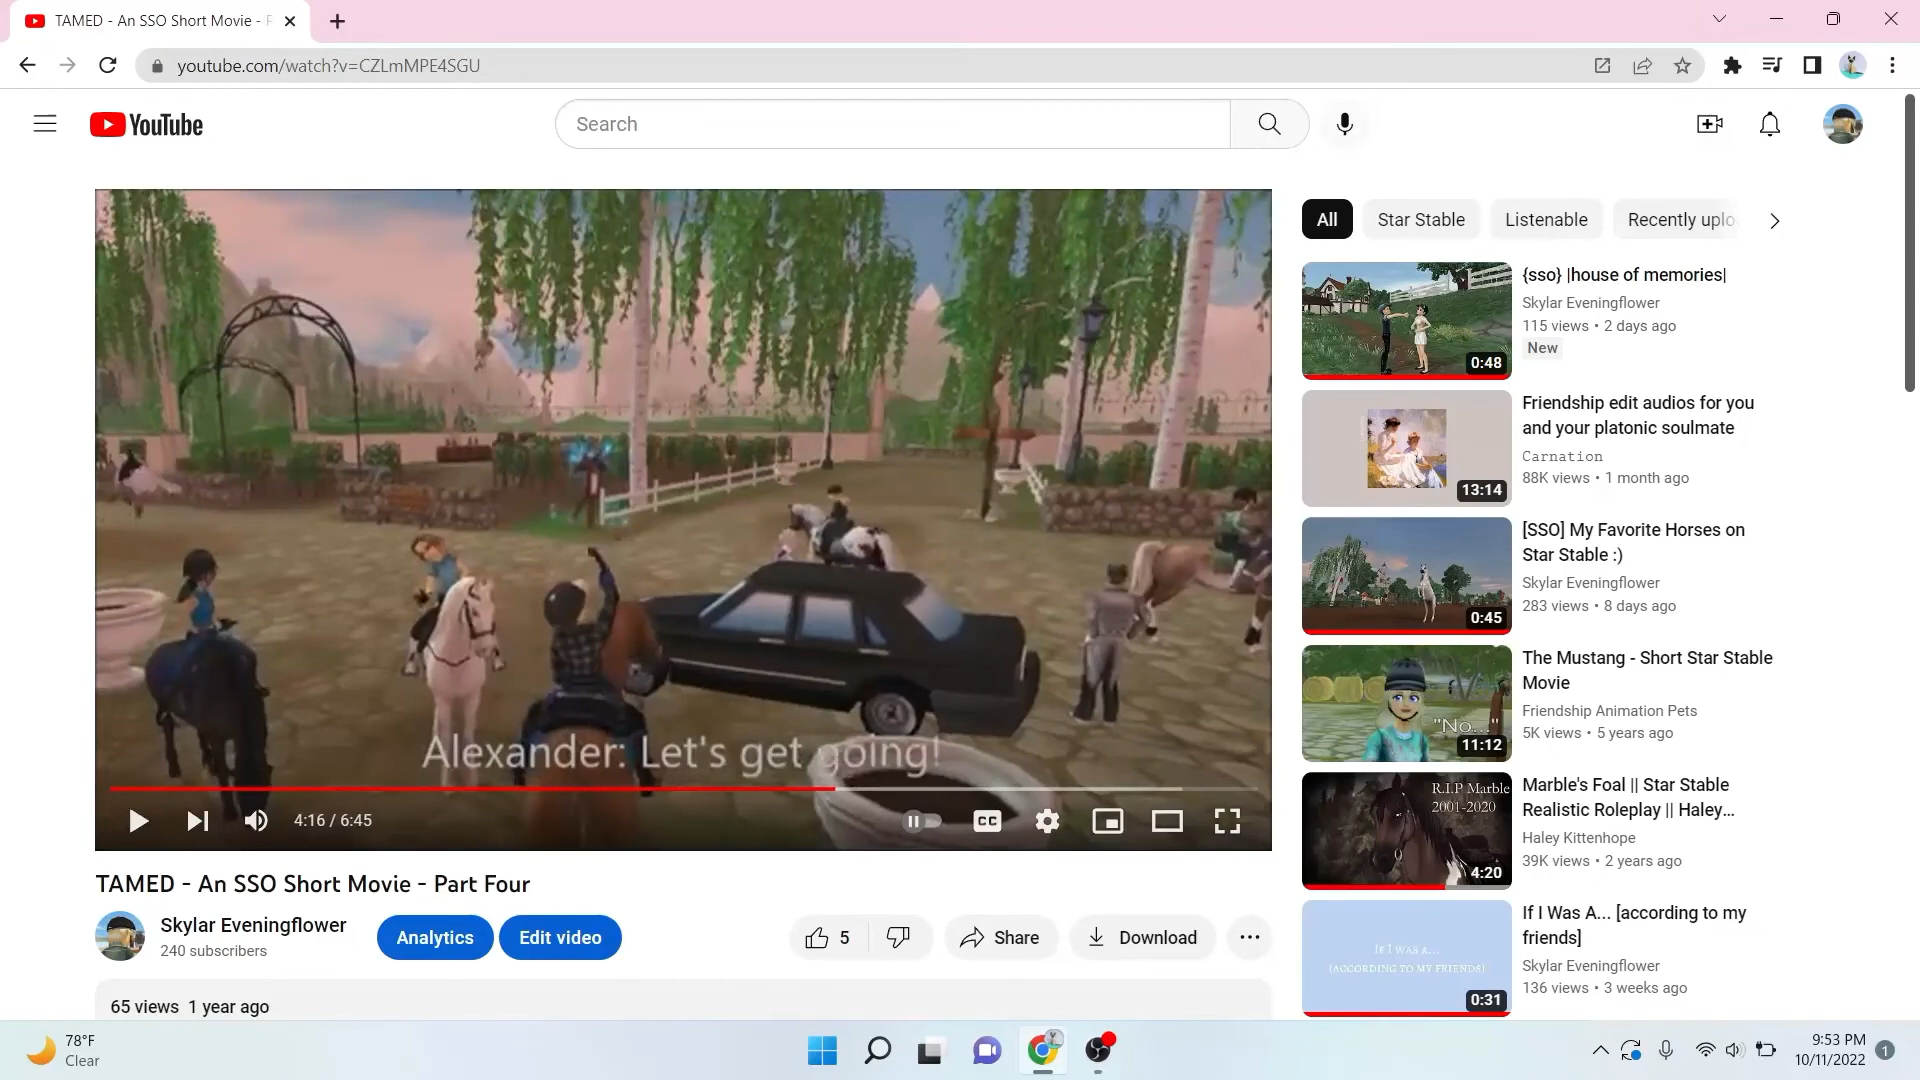 TAMED - An SSO Short Movie - F
youtube.com/watch?v=CZLmMPE4SGU
YouTube
Search
All
Star Stable
Listenable
Recently uplo
{sso} |house of memories|
Skylar Eveningflower
115 views • 2 days ago
New
0:48
Friendship edit audios for you
and your platonic soulmate
Carnation
88K views • 1 month ago
13:14
[SSO] My Favorite Horses on
Star Stable :)
Skylar Eveningflower
283 views • 8 days ago
0:45
The Mustang - Short Star Stable
Movie
Friendship Animation Pets
5K views • 5 years ago
"No..."
11:12
Marble's Foal || Star Stable
Realistic Roleplay || Haley...
Haley Kittenhope
39K views • 2 years ago
R.I.P Marble
2001-2020
4:20
If I Was A... [according to my
friends]
Skylar Eveningflower
136 views • 3 weeks ago
IF I WAS A...
[ACCORDING TO MY FRIENDS]
0:31
Alexander: Let's get going!
4:16 / 6:45
CC
TAMED - An SSO Short Movie - Part Four
Skylar Eveningflower
240 subscribers
Analytics
Edit video
5
Share
Download
65 views 1 year ago
78°F
Clear
9:53 PM
10/11/2022
1